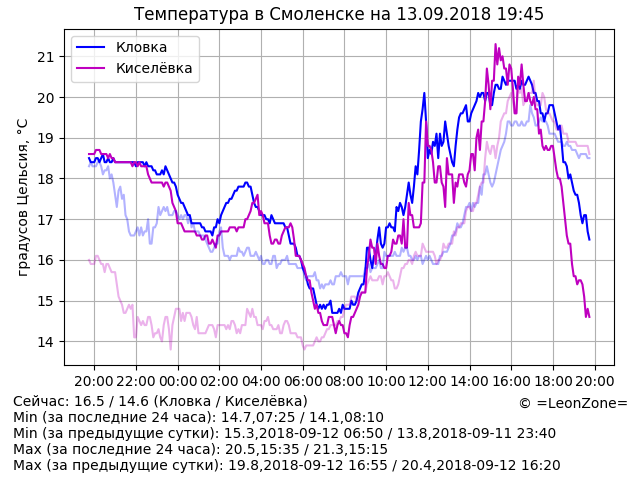 Температура в Смоленске на 13.09.2018 19:45
Кловка
Киселёвка
градусов Цельсия, °C
21
20
19
18
17
16
15
14
20:00 22:00 00:00 02:00 04:00 06:00 08:00 10:00 12:00 14:00 16:00 18:00 20:00
Сейчас: 16.5 / 14.6 (Кловка / Киселёвка)
© =LeonZone=
Min (за последние 24 часа): 14.7,07:25 / 14.1,08:10
Min (за предыдущие сутки): 15.3,2018-09-12 06:50 / 13.8,2018-09-11 23:40
Max (за последние 24 часа): 20.5,15:35 / 21.3,15:15
Max (за предыдущие сутки): 19.8,2018-09-12 16:55 / 20.4,2018-09-12 16:20